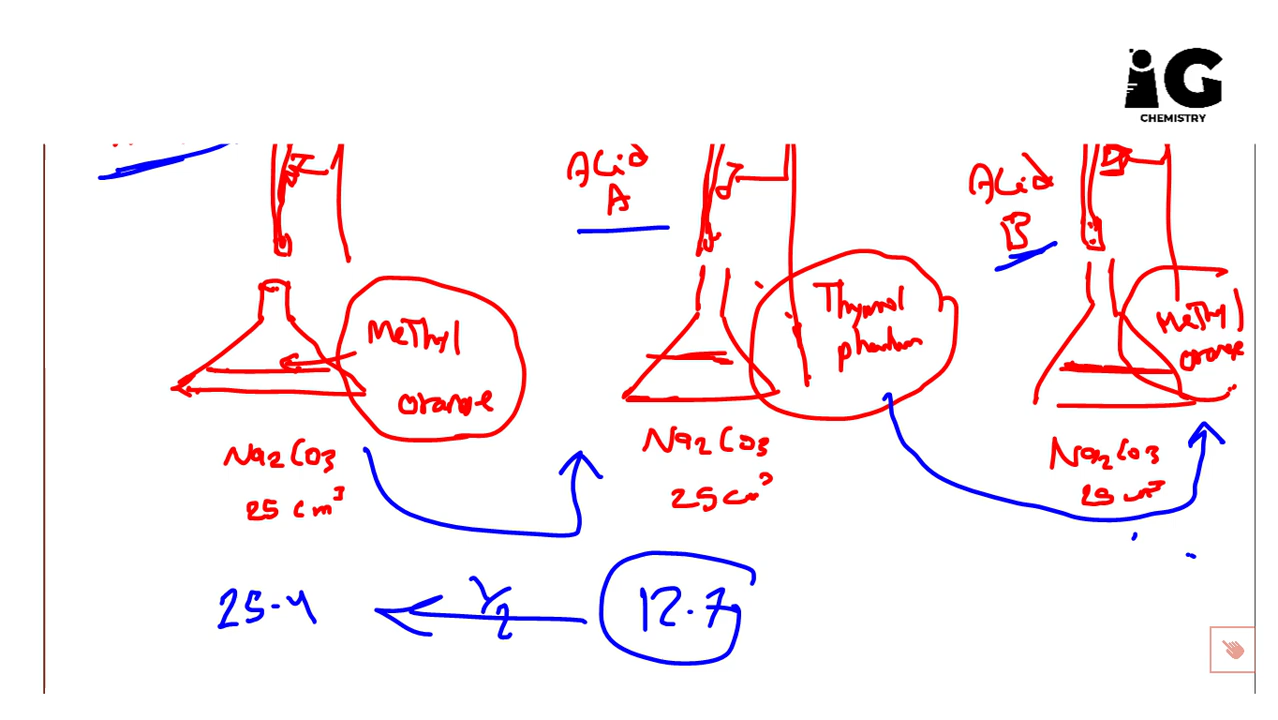 iG
CHEMISTRY
Acid
A
Acid
B
Methyl
orange
Thymol
Methyl
orange
Na2CO3
25 cm³
Na2CO3
25 cm³
Na2CO3
25 cm³
25.4
1/2
12.7